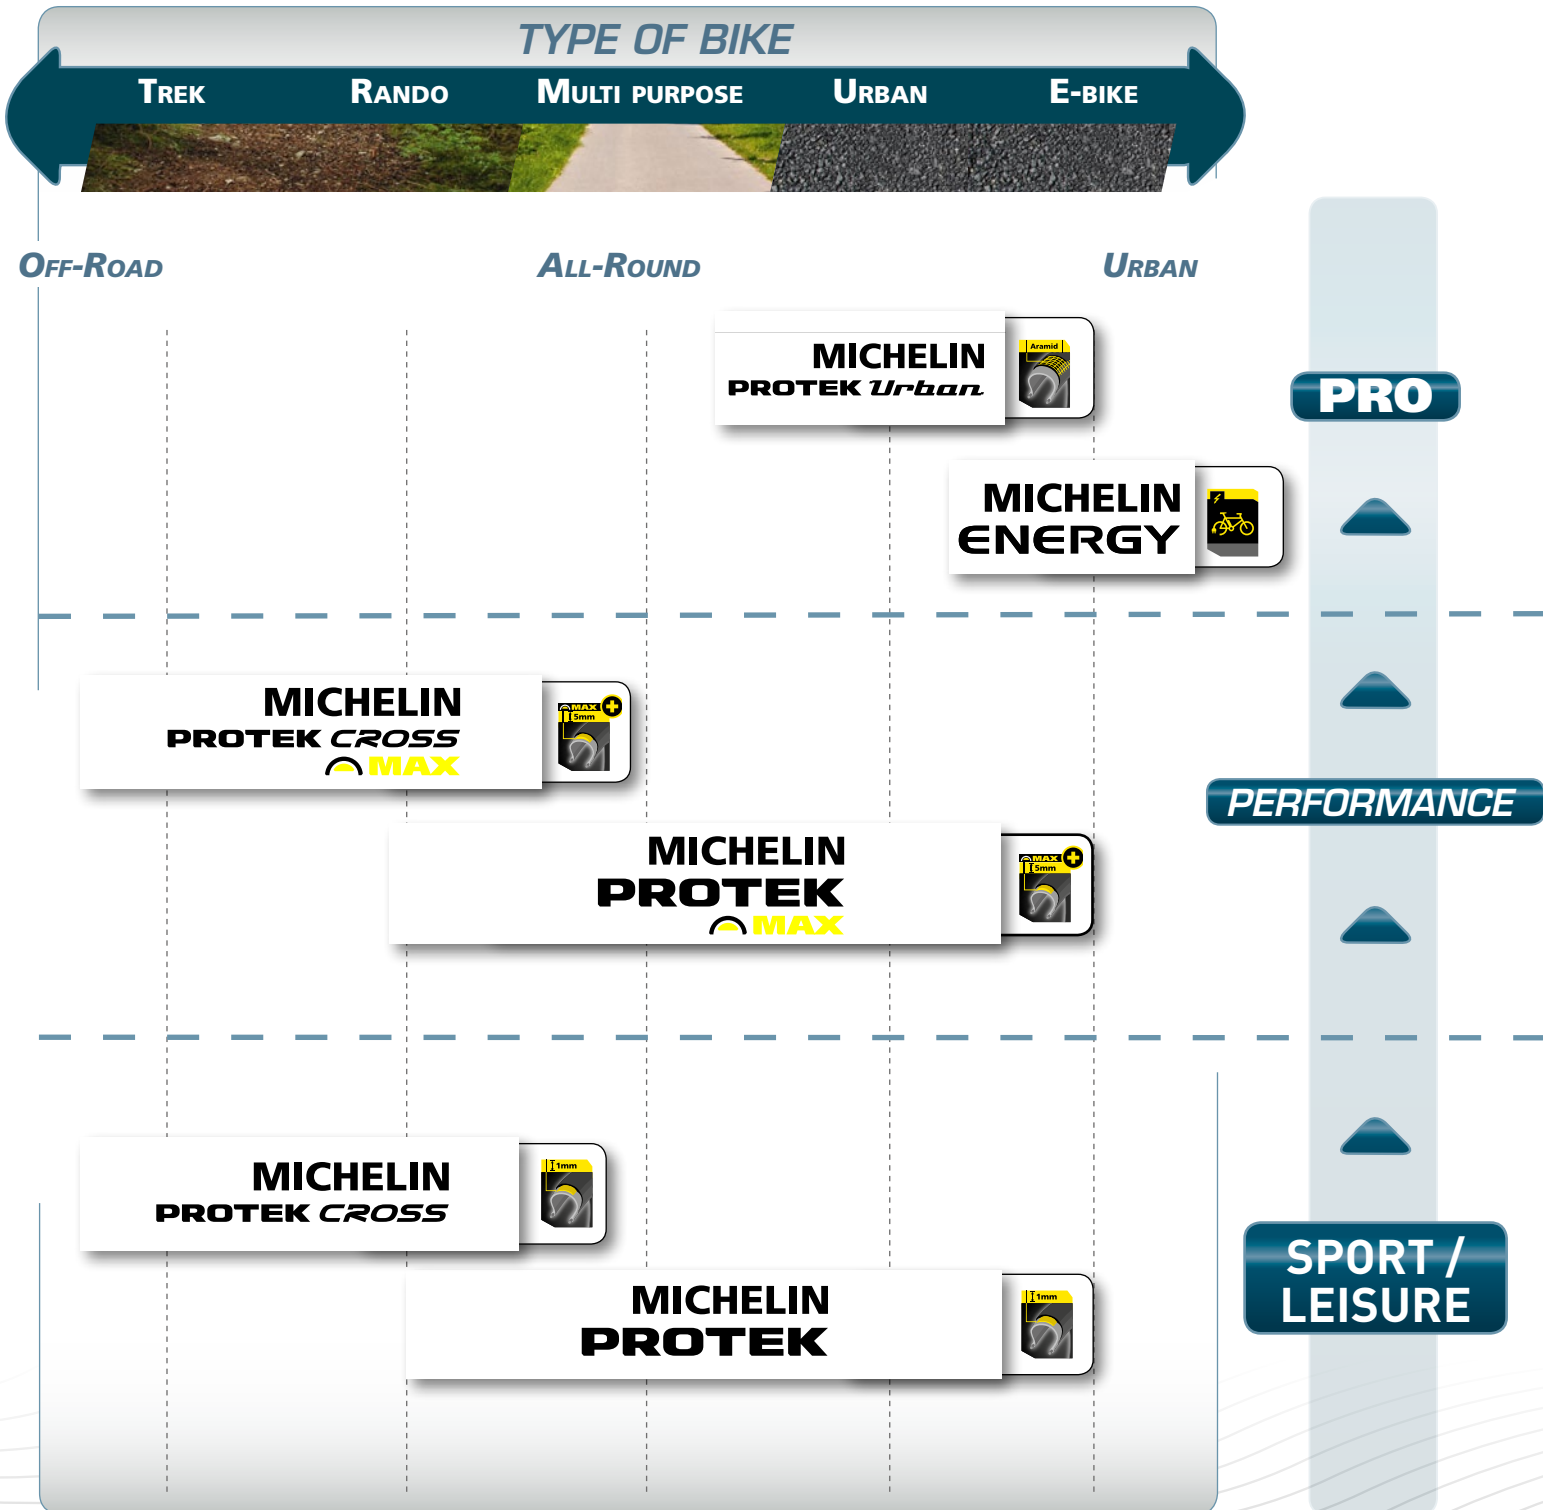 TYPE OF BIKE
TREK RANDO MULTI PURPOSE URBAN E-BIKE
OFF-ROAD ALL-ROUND URBAN
MICHELIN
PROTEK Urban
Aramid
PRO
MICHELIN
ENERGY
MICHELIN
PROTEK CROSS
MAX
MAX
5mm
PERFORMANCE
MICHELIN
PROTEK
MAX
MAX
5mm
MICHELIN
PROTEK CROSS
1mm
SPORT /
LEISURE
MICHELIN
PROTEK
1mm